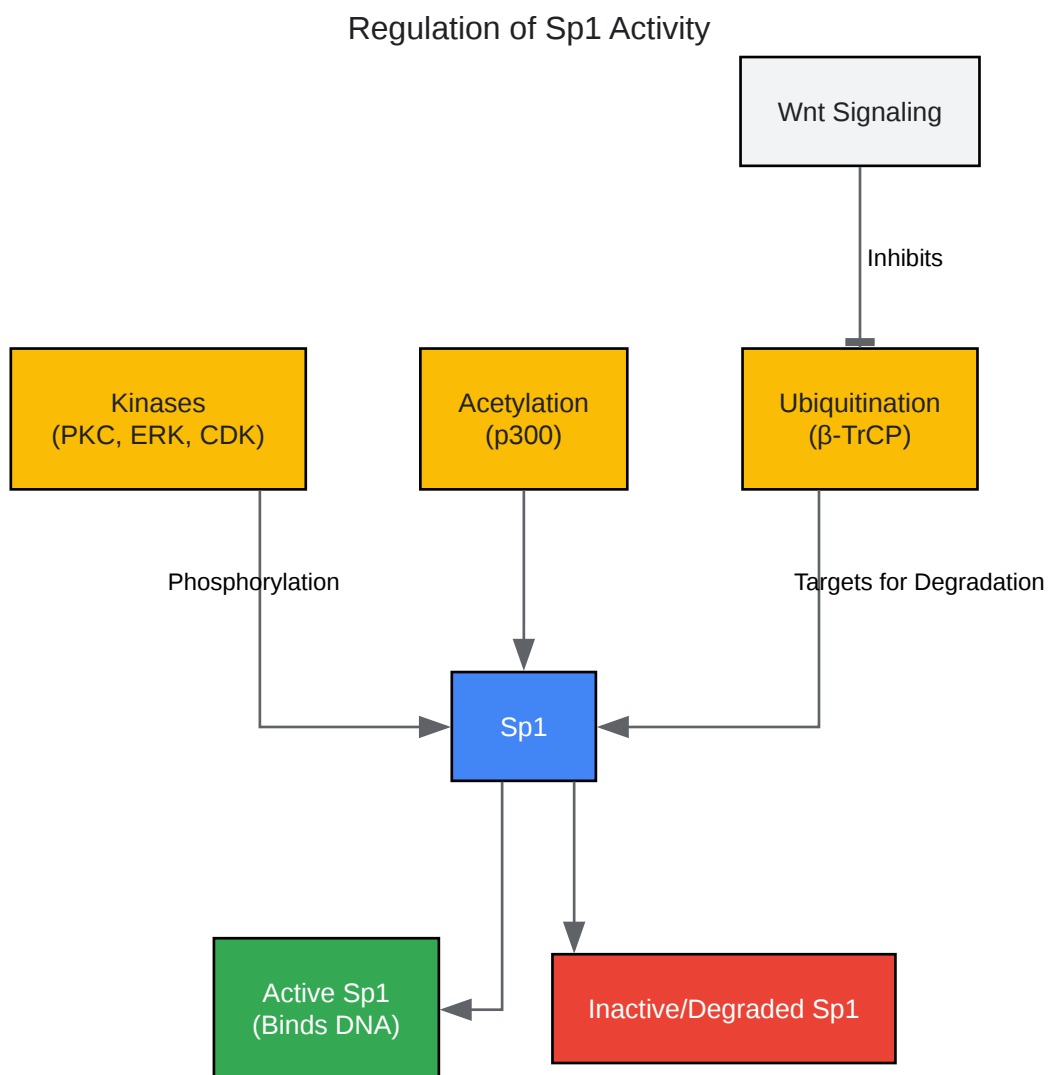 Regulation of Sp1 Activity
Wnt Signaling
Inhibits
Kinases
(PKC, ERK, CDK)
Acetylation
(p300)
Ubiquitination
(β-TrCP)
Phosphorylation
Targets for Degradation
Sp1
Active Sp1
(Binds DNA)
Inactive/Degraded Sp1